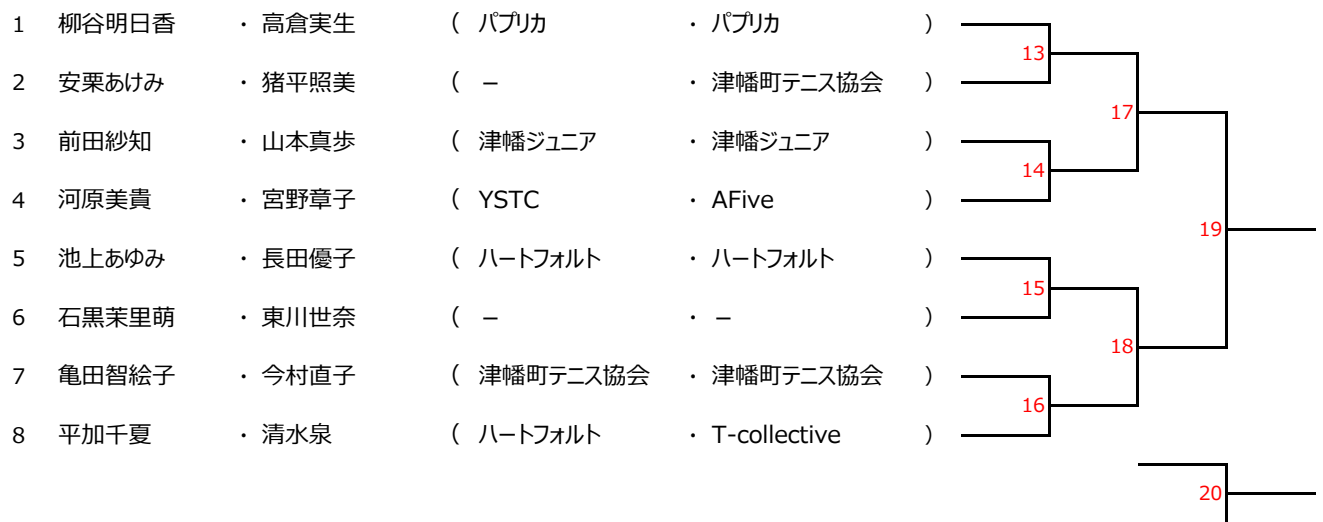 1 柳谷明日香 ・ 高倉実生 ( パプリカ ・ パプリカ )
13
2 安栗あけみ ・ 猪平照美 ( － ・ 津幡町テニス協会 )
17
3 前田紗知 ・ 山本真歩 ( 津幡ジュニア ・ 津幡ジュニア )
14
4 河原美貴 ・ 宮野章子 ( YSTC ・ AFive )
19
5 池上あゆみ ・ 長田優子 ( ハートフォルト ・ ハートフォルト )
15
6 石黒茉里萌 ・ 東川世奈 ( － ・ － )
18
7 亀田智絵子 ・ 今村直子 ( 津幡町テニス協会 ・ 津幡町テニス協会 )
16
8 平加千夏 ・ 清水泉 ( ハートフォルト ・ T-collective )
20